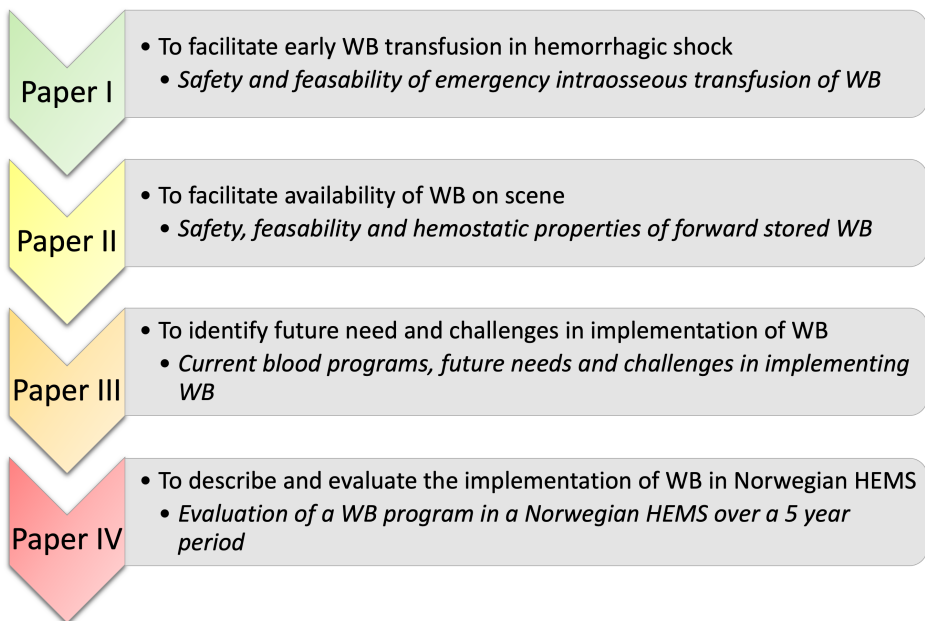 Paper I
• To facilitate early WB transfusion in hemorrhagic shock
• Safety and feasability of emergency intraosseous transfusion of WB
Paper II
• To facilitate availability of WB on scene
• Safety, feasability and hemostatic properties of forward stored WB
Paper III
• To identify future need and challenges in implementation of WB
• Current blood programs, future needs and challenges in implementing
WB
Paper IV
• To describe and evaluate the implementation of WB in Norwegian HEMS
• Evaluation of a WB program in a Norwegian HEMS over a 5 year
period